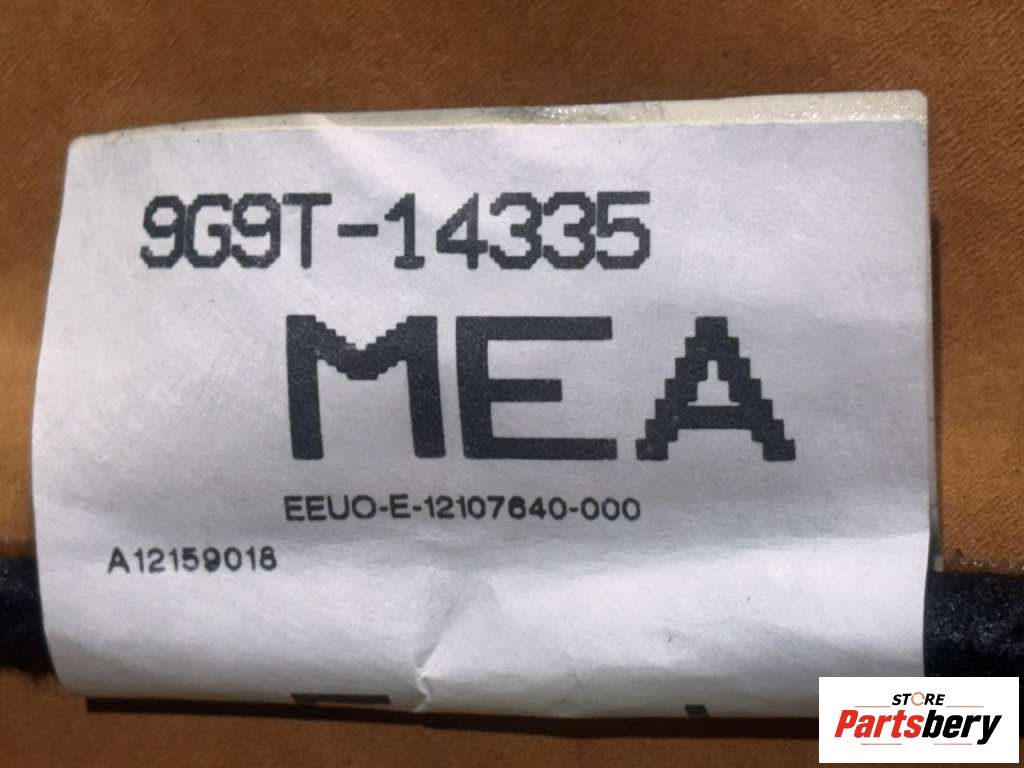 9G9T-14335
MEA
EEUO-E-12107640-000
A12159018
STORE
Partsbery